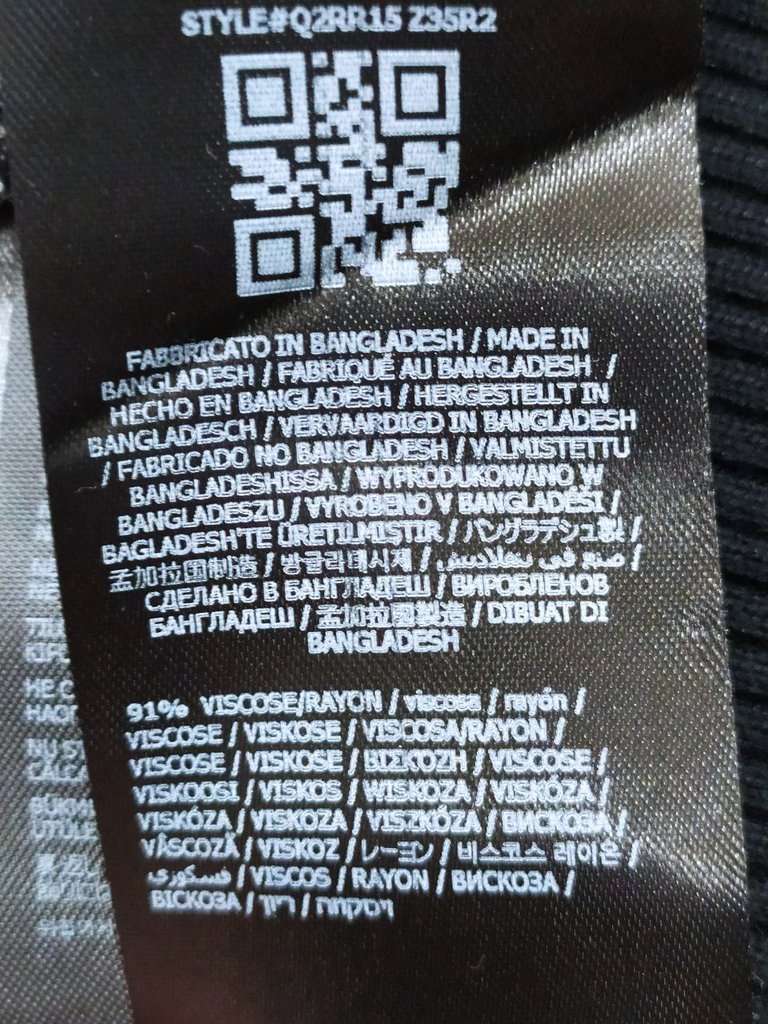 STYLE#Q2RR15 Z35R2
FABBRICATO IN BANGLADESH / MADE IN
BANGLADESH / FABRIQUÉ AU BANGLADESH /
HECHO EN BANGLADESH / HERGESTELLT IN
BANGLADESCH / VERVAARDIGD IN BANGLADESH
/ FABRICADO NO BANGLADESH / VALMISTETTU
BANGLADESHISSA / WYPRODUKOWANO W
BANGLADESZU / VYROBENO V BANGLADÉŠI /
BAGLADESH'TE ÜRETILMIŞTIR / バングラデシュ製 /
孟加拉國制造 / 방글라데시제 / صنع في بنغلاديش /
СДЕЛАНО В БАНГЛАДЕШ / ВИРОБЛЕНОВ
БАНГЛАДЕШ / 孟加拉國製造 / DIBUAT DI
BANGLADESH
91% VISCOSE/RAYON / viscosa / rayón /
VISCOSE / VISKOSE / VISCOSA/RAYON /
VISCOSE / VISKOSE / ΒΙΣΚΌΖΗ / VISCOSE /
VISKOOSI / VISKOS / WISKOZA / VISKÓZA /
VISKÓZA / VISKOZA / VISZKÓZA / ВИСКОЗА /
VÂSCOZĂ / VISKOZ / レーヨン / 비스코스 레이온 /
فسكوزي / VISCOS / RAYON / ВИСКОЗА /
ВІСКОЗА / זהורית / ויסקוזה
NU